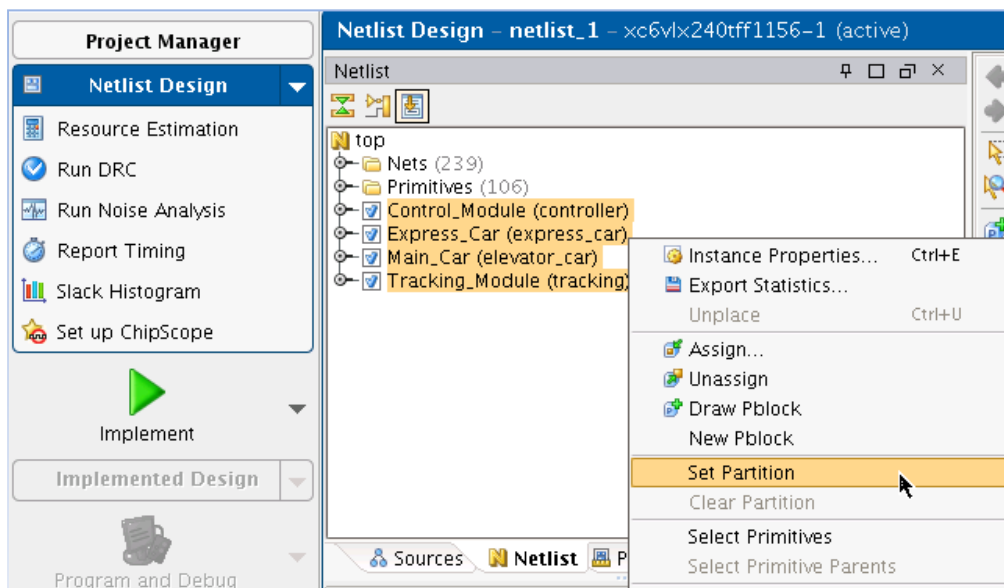 Project Manager
Netlist Design
Resource Estimation
Run DRC
Run Noise Analysis
Report Timing
Slack Histogram
Set up ChipScope
Implement
Implemented Design
Program and Debug
Netlist Design – netlist_1 – xc6vlx240tff1156–1 (active)
Netlist
top
Nets (239)
Primitives (106)
Control_Module (controller)
Express_Car (express_car)
Main_Car (elevator_car)
Tracking_Module (tracking)
Instance Properties... Ctrl+E
Export Statistics...
Unplace Ctrl+U
Assign...
Unassign
Draw Pblock
New Pblock
Set Partition
Clear Partition
Select Primitives
Select Primitive Parents
Sources Netlist P